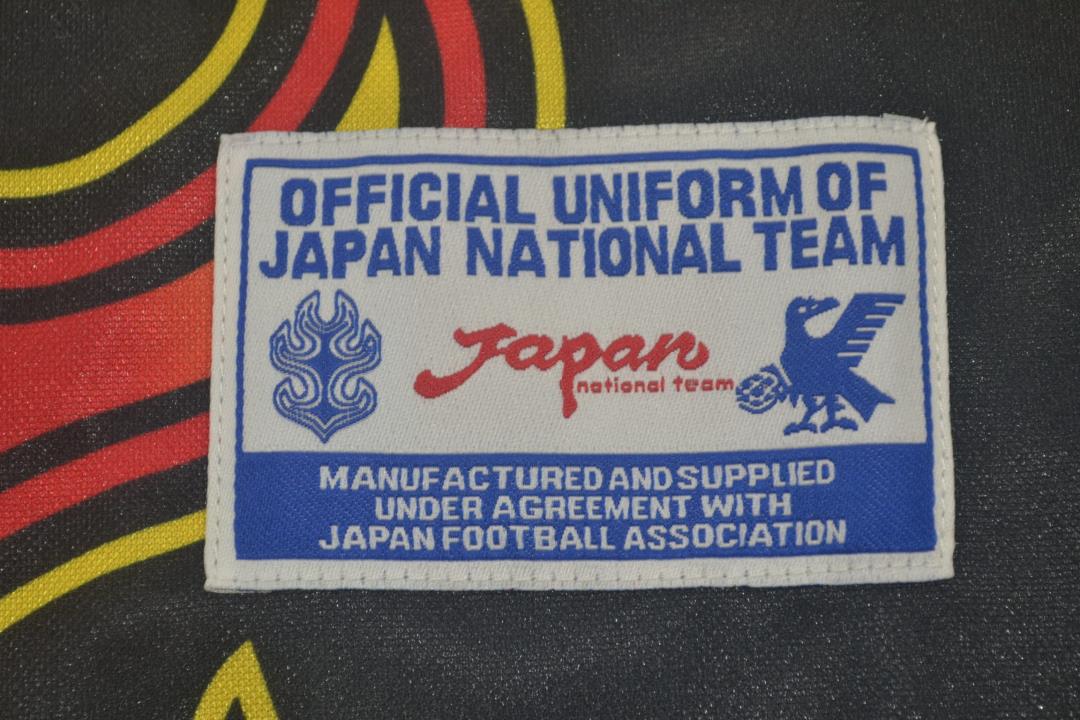 OFFICIAL UNIFORM OF
JAPAN NATIONAL TEAM
Japan
national team
MANUFACTURED AND SUPPLIED
UNDER AGREEMENT WITH
JAPAN FOOTBALL ASSOCIATION